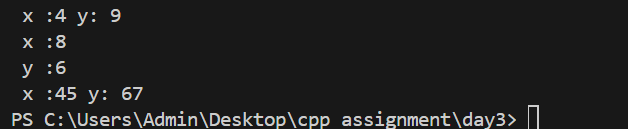 x :4 y: 9
x :8
y :6
x :45 y: 67
PS C:\Users\Admin\Desktop\cpp assignment\day3>